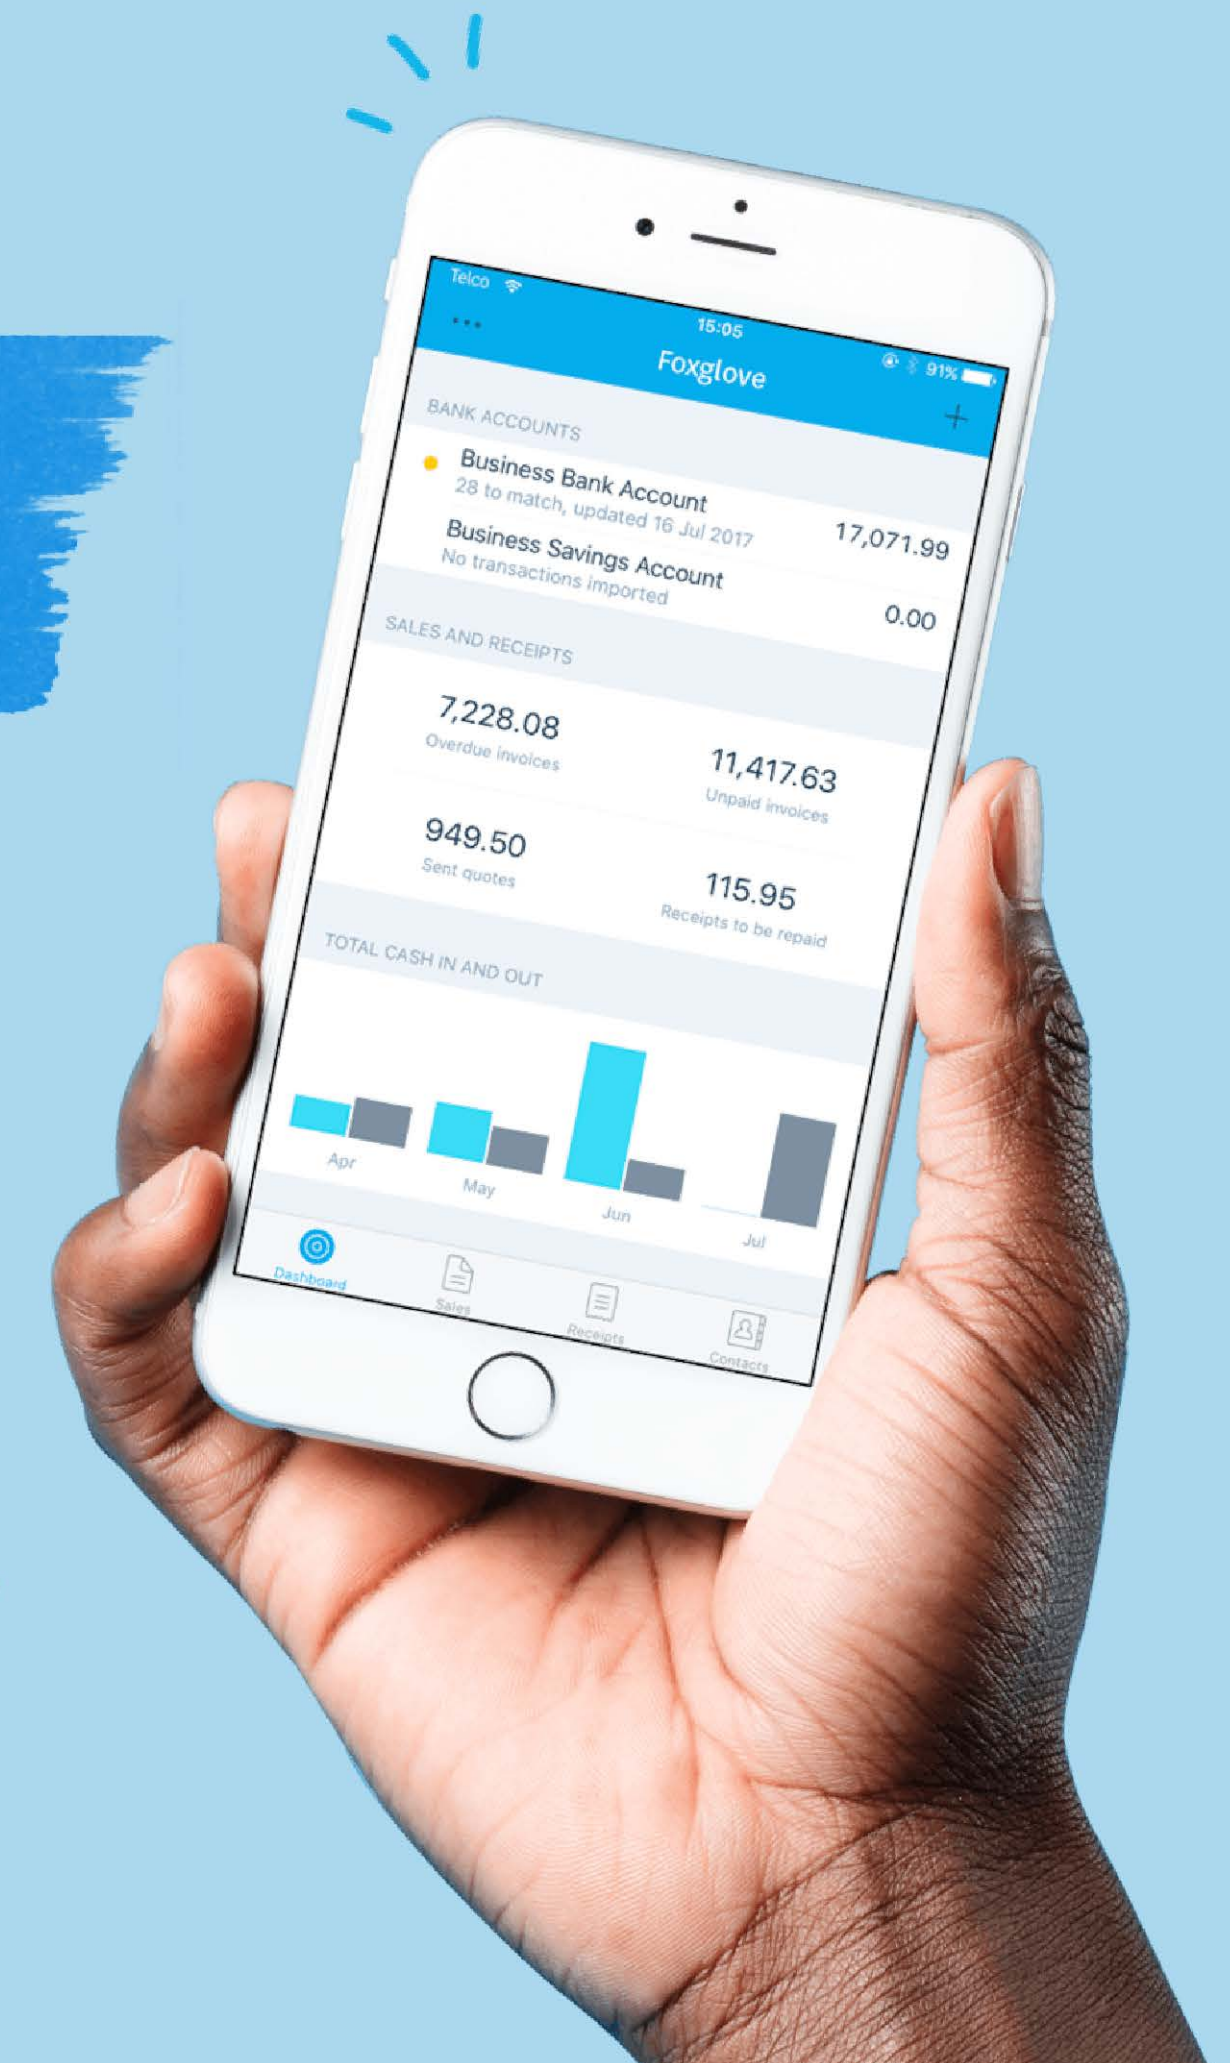 Telco
15:05
91%
Foxglove
BANK ACCOUNTS
Business Bank Account
28 to match, updated 16 Jul 2017
17,071.99
Business Savings Account
No transactions imported
0.00
SALES AND RECEIPTS
7,228.08
Overdue invoices
11,417.63
Unpaid invoices
949.50
Sent quotes
115.95
Receipts to be repaid
TOTAL CASH IN AND OUT
Apr
May
Jun
Jul
Dashboard
Sales
Receipts
Contacts